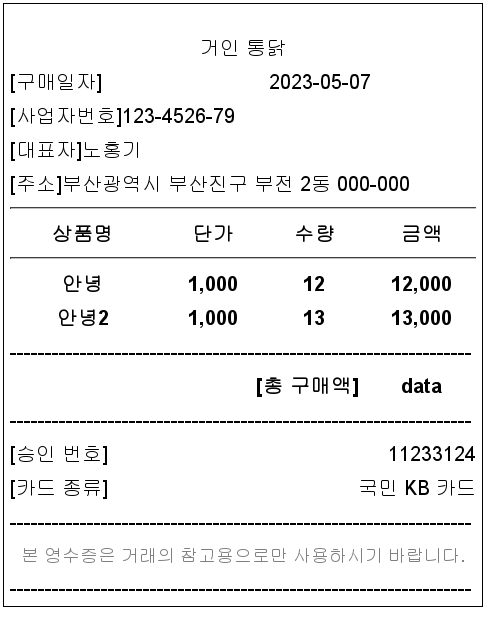 거인 통닭
[구매일자] 2023-05-07
[사업자번호]123-4526-79
[대표자]노홍기
[주소]부산광역시 부산진구 부전 2동 000-000
상품명 단가 수량 금액
안녕 1,000 12 12,000
안녕2 1,000 13 13,000
[총 구매액] data
[승인 번호] 11233124
[카드 종류] 국민 KB 카드
본 영수증은 거래의 참고용으로만 사용하시기 바랍니다.